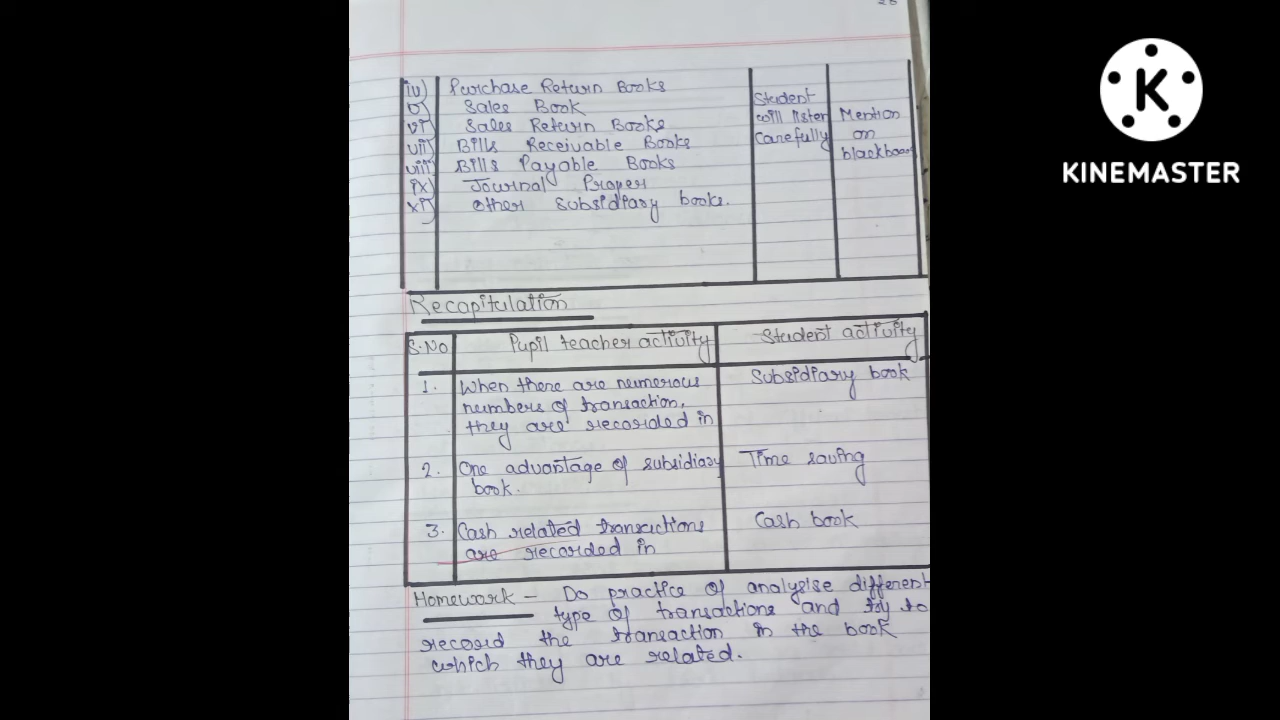 iv) Purchase Return Books
v) Sales Book
vi) Sales Return Books
vii) Bills Receivable Books
viii) Bills Payable Books
ix) Journal Proper
xi) Other Subsidiary books.
Student
will listen
Carefully
Mention
on
blackboard
Recapitulation
S.No Pupil teacher activity Student activity
1. When there are numerous Subsidiary book
numbers of transaction,
they are recorded in
2. One advantage of subsidiary Time saving
book.
3. Cash related transactions Cash book
are recorded in
Homework - Do practice of analysise different
type of transactions and try to
record the transaction in the book
which they are related.
K
KINEMASTER